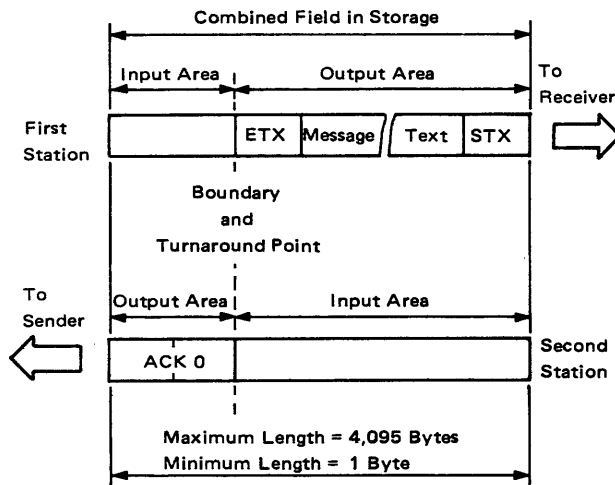 Combined Field in Storage
Input Area
Output Area
To
Receiver
First
Station
ETX
Message
Text
STX
Boundary
and
Turnaround Point
To
Sender
Output Area
Input Area
ACK 0
Second
Station
Maximum Length = 4,095 Bytes
Minimum Length = 1 Byte